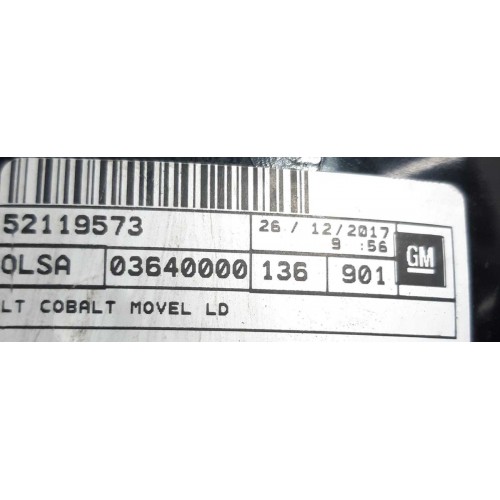 52119573 26 / 12/2017
9 :56
OLSA 03640000 136 901 GM
LT COBALT MOVEL LD